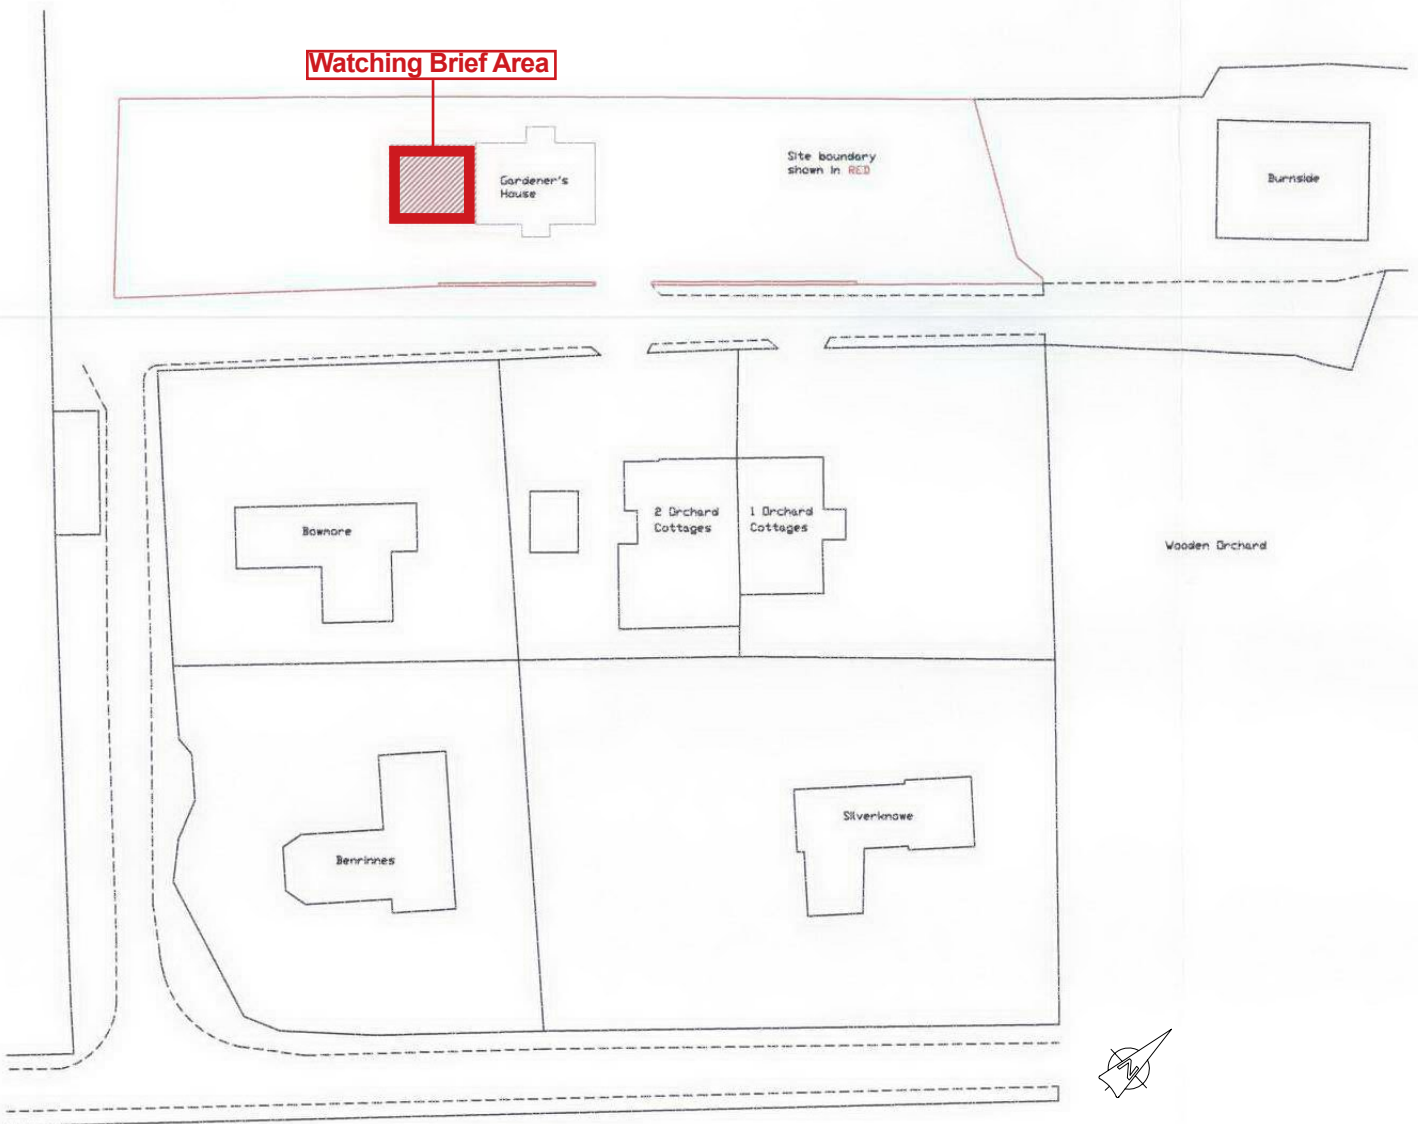 Watching Brief Area
Site boundary
shown in RED
Gardener's
House
Burnside
2 Orchard
Cottages
1 Orchard
Cottages
Bowmore
Wooden Orchard
Silverknowe
Benrinnes
N